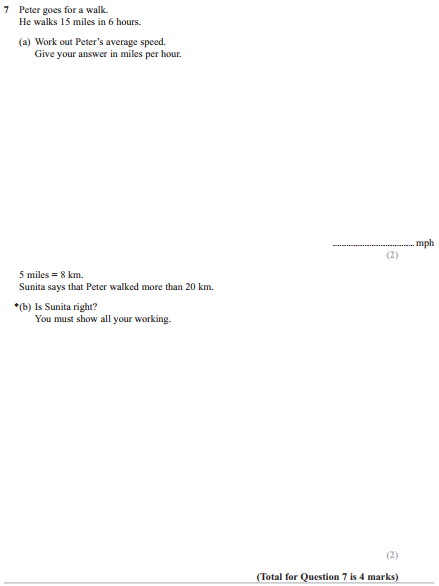 7 Peter goes for a walk.
He walks 15 miles in 6 hours.
(a) Work out Peter's average speed.
Give your answer in miles per hour.
.............................. mph
(2)
5 miles = 8 km.
Sunita says that Peter walked more than 20 km.
*(b) Is Sunita right?
You must show all your working.
(2)
(Total for Question 7 is 4 marks)